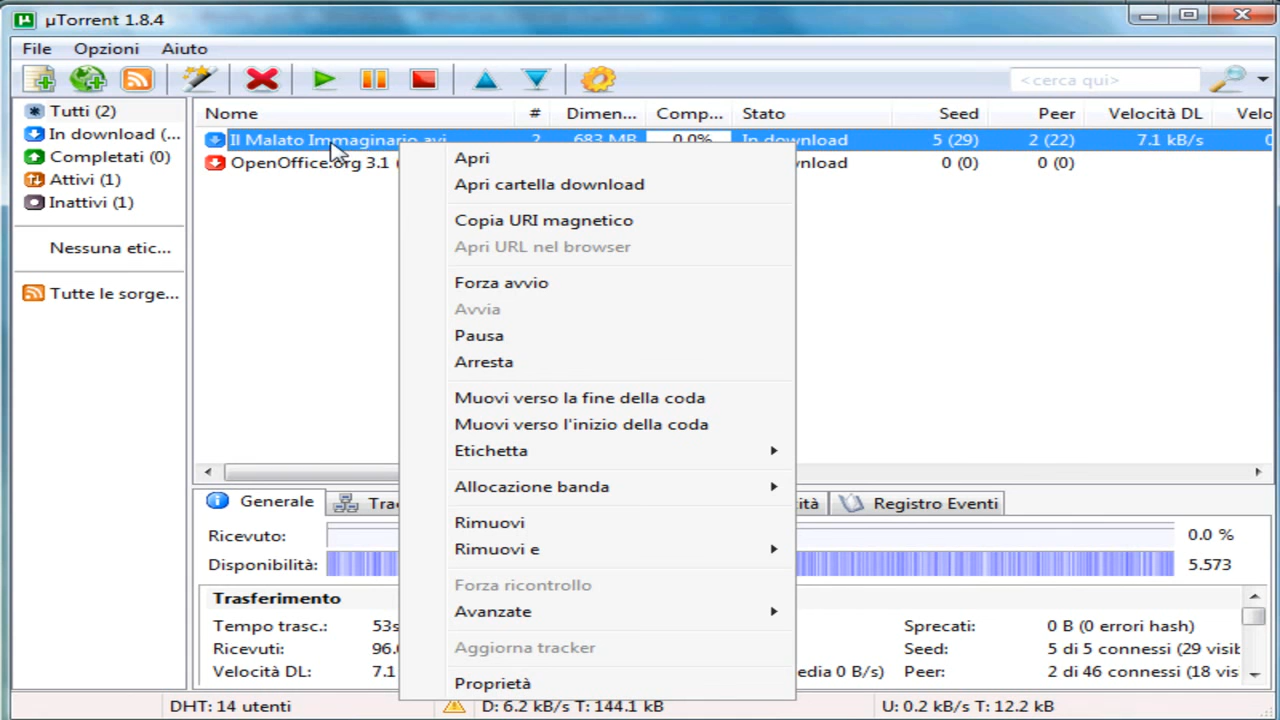 µTorrent 1.8.4
File Opzioni Aiuto
<cerca qui>
Tutti (2)
In download (...
Completati (0)
Attivi (1)
Inattivi (1)
Nessuna etic...
Tutte le sorge...
Nome # Dimen... Comp... Stato Seed Peer Velocità DL Velo
Il Malato Immaginario.avi 2 683 MB 0.0% In download 5 (29) 2 (22) 7.1 kB/s
OpenOffice.org 3.1 ( 0 (0) 0 (0)
Apri
Apri cartella download
Copia URI magnetico
Apri URL nel browser
Forza avvio
Avvia
Pausa
Arresta
Muovi verso la fine della coda
Muovi verso l'inizio della coda
Etichetta
Allocazione banda
Rimuovi
Rimuovi e
Forza ricontrollo
Avanzate
Aggiorna tracker
Proprietà
Generale Registro Eventi
Ricevuto: 0.0 %
Disponibilità: 5.573
Trasferimento
Tempo trasc.: 53s Sprecati: 0 B (0 errori hash)
Ricevuti: 96. Seed: 5 di 5 connessi (29 visib
Velocità DL: 7.1 edia 0 B/s) Peer: 2 di 46 connessi (18 vis
DHT: 14 utenti D: 6.2 kB/s T: 144.1 kB U: 0.2 kB/s T: 12.2 kB